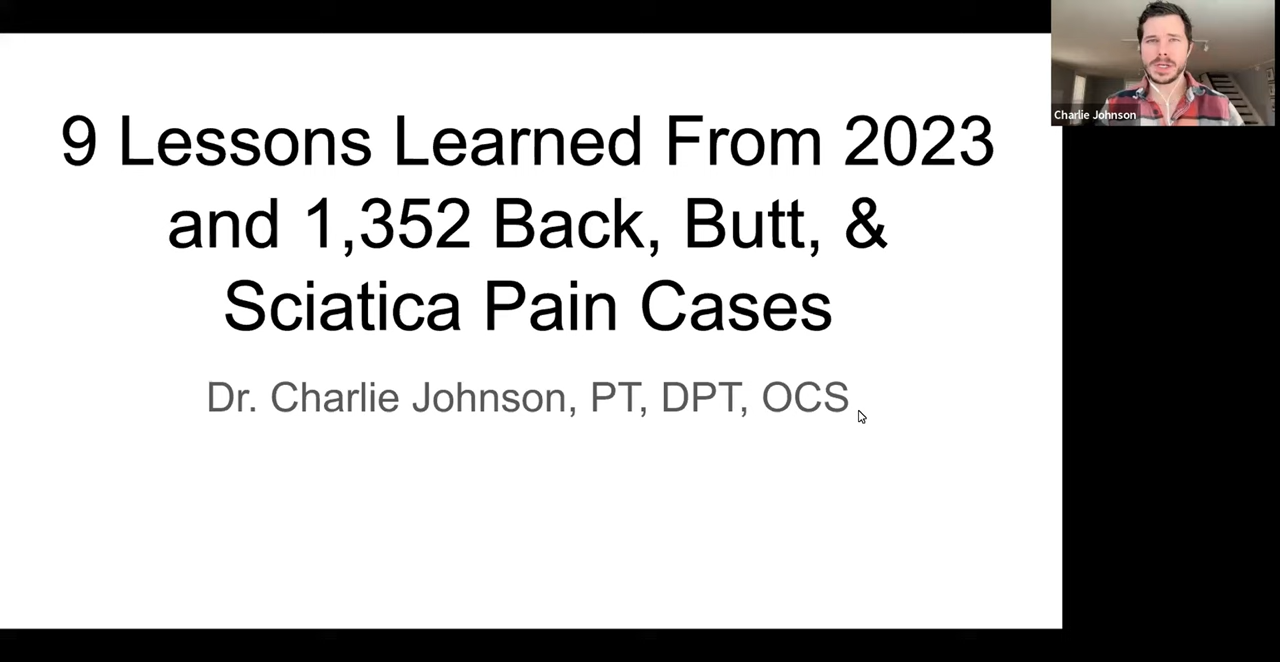 9 Lessons Learned From 2023
and 1,352 Back, Butt, &
Sciatica Pain Cases
Dr. Charlie Johnson, PT, DPT, OCS
Charlie Johnson